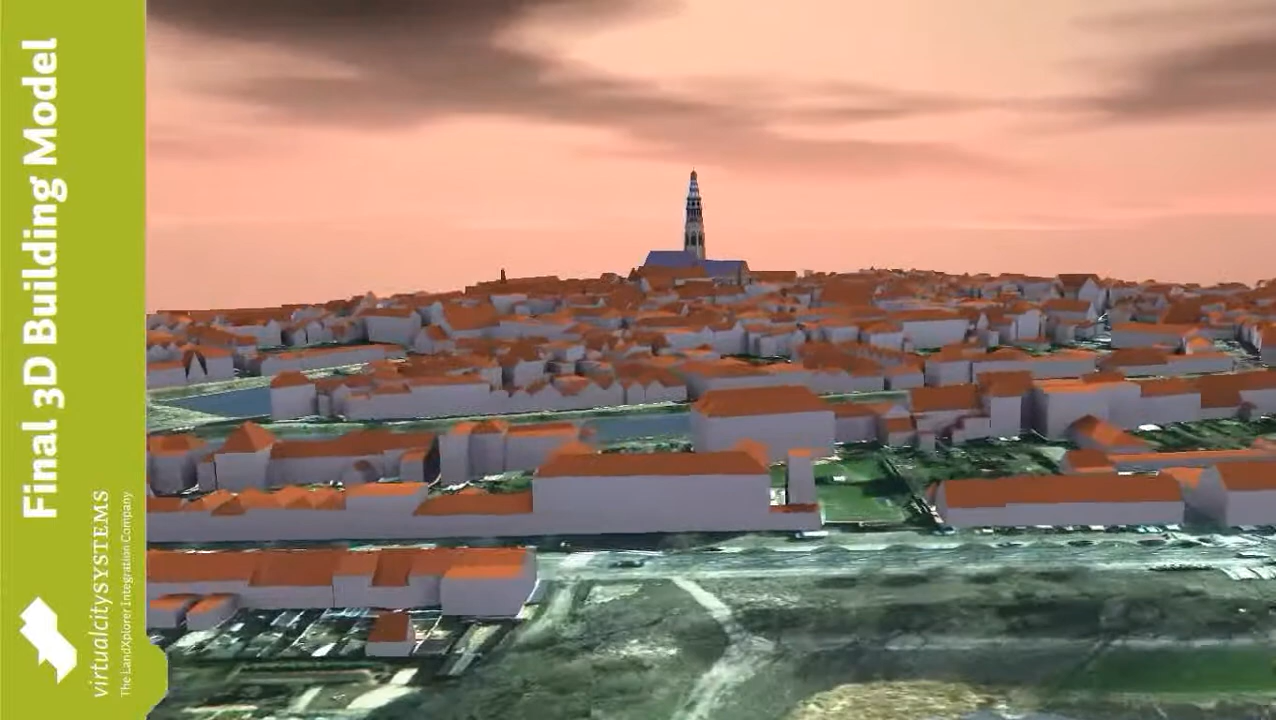 Final 3D Building Model
virtualcitySYSTEMS
The LandXplorer Integration Company